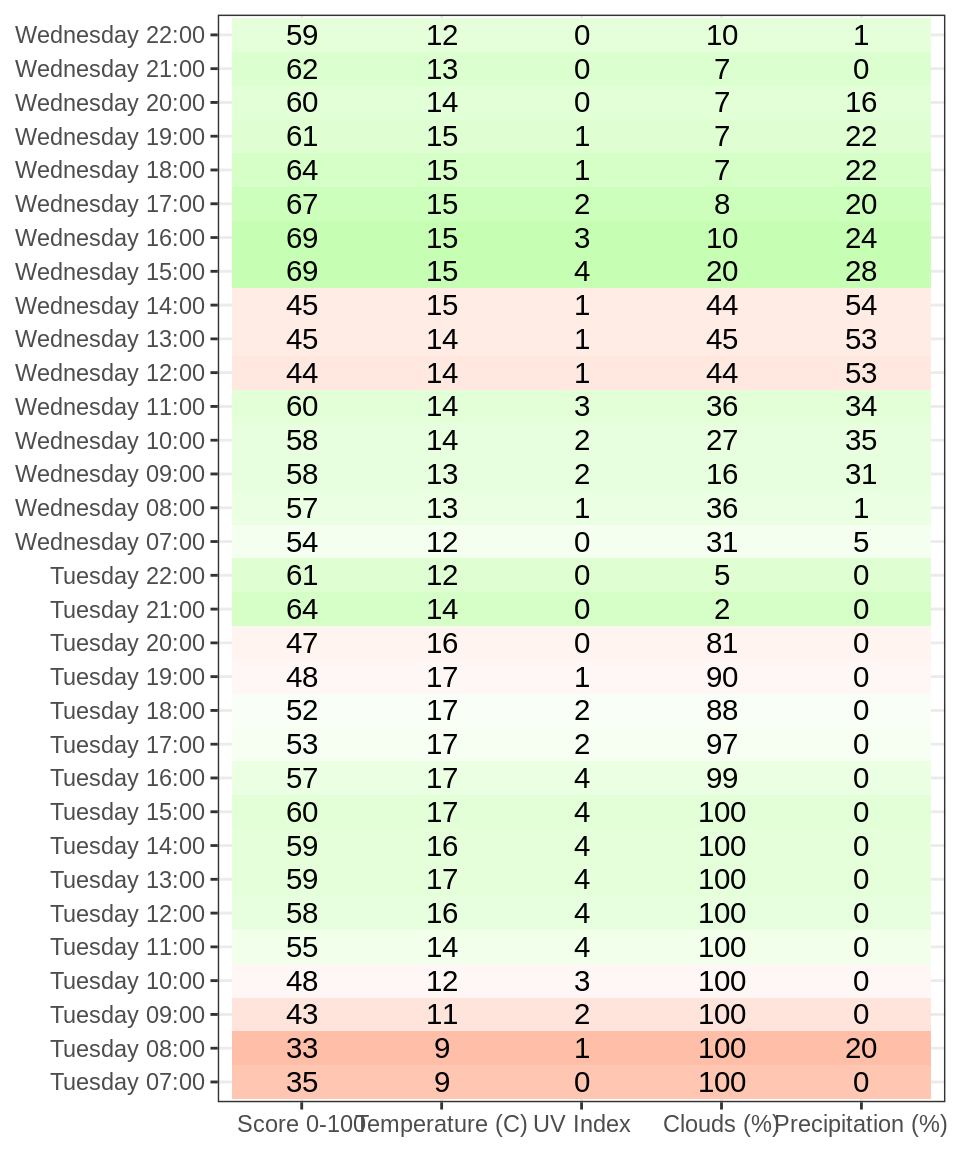 Wednesday 22:00 59 12 0 10 1
Wednesday 21:00 62 13 0 7 0
Wednesday 20:00 60 14 0 7 16
Wednesday 19:00 61 15 1 7 22
Wednesday 18:00 64 15 1 7 22
Wednesday 17:00 67 15 2 8 20
Wednesday 16:00 69 15 3 10 24
Wednesday 15:00 69 15 4 20 28
Wednesday 14:00 45 15 1 44 54
Wednesday 13:00 45 14 1 45 53
Wednesday 12:00 44 14 1 44 53
Wednesday 11:00 60 14 3 36 34
Wednesday 10:00 58 14 2 27 35
Wednesday 09:00 58 13 2 16 31
Wednesday 08:00 57 13 1 36 1
Wednesday 07:00 54 12 0 31 5
Tuesday 22:00 61 12 0 5 0
Tuesday 21:00 64 14 0 2 0
Tuesday 20:00 47 16 0 81 0
Tuesday 19:00 48 17 1 90 0
Tuesday 18:00 52 17 2 88 0
Tuesday 17:00 53 17 2 97 0
Tuesday 16:00 57 17 4 99 0
Tuesday 15:00 60 17 4 100 0
Tuesday 14:00 59 16 4 100 0
Tuesday 13:00 59 17 4 100 0
Tuesday 12:00 58 16 4 100 0
Tuesday 11:00 55 14 4 100 0
Tuesday 10:00 48 12 3 100 0
Tuesday 09:00 43 11 2 100 0
Tuesday 08:00 33 9 1 100 20
Tuesday 07:00 35 9 0 100 0
Score 0-100 Temperature (C) UV Index Clouds (%) Precipitation (%)